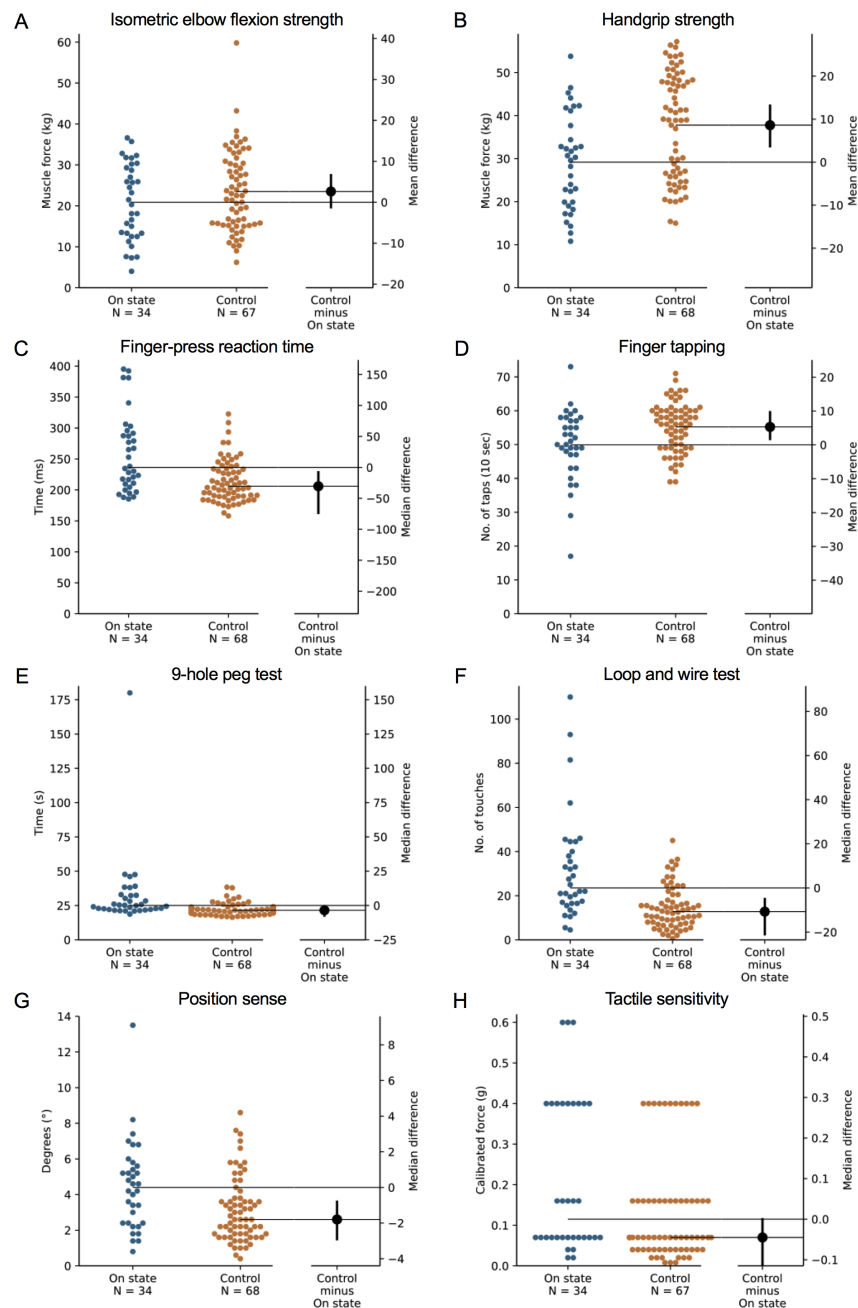 A
Isometric elbow flexion strength
Muscle force (kg)
60
50
40
30
20
10
0
On state
N = 34
Control
N = 67
Control
minus
On state
40
30
20
10
0
−10
−20
Mean difference
B
Handgrip strength
Muscle force (kg)
50
40
30
20
10
0
On state
N = 34
Control
N = 68
Control
minus
On state
20
10
0
−10
−20
Mean difference
C
Finger-press reaction time
Time (ms)
400
350
300
250
200
150
100
50
0
On state
N = 34
Control
N = 68
Control
minus
On state
150
100
50
0
−50
−100
−150
−200
Median difference
D
Finger tapping
No. of taps (10 sec)
70
60
50
40
30
20
10
0
On state
N = 34
Control
N = 68
Control
minus
On state
20
10
0
−10
−20
−30
−40
Mean difference
E
9-hole peg test
Time (s)
175
150
125
100
75
50
25
0
On state
N = 34
Control
N = 68
Control
minus
On state
150
125
100
75
50
25
0
−25
Median difference
F
Loop and wire test
No. of touches
100
80
60
40
20
0
On state
N = 34
Control
N = 68
Control
minus
On state
80
60
40
20
0
−20
Median difference
G
Position sense
Degrees (°)
14
12
10
8
6
4
2
0
On state
N = 34
Control
N = 68
Control
minus
On state
8
6
4
2
0
−2
−4
Median difference
H
Tactile sensitivity
Calibrated force (g)
0.6
0.5
0.4
0.3
0.2
0.1
0.0
On state
N = 34
Control
N = 67
Control
minus
On state
0.5
0.4
0.3
0.2
0.1
0.0
−0.1
Median difference